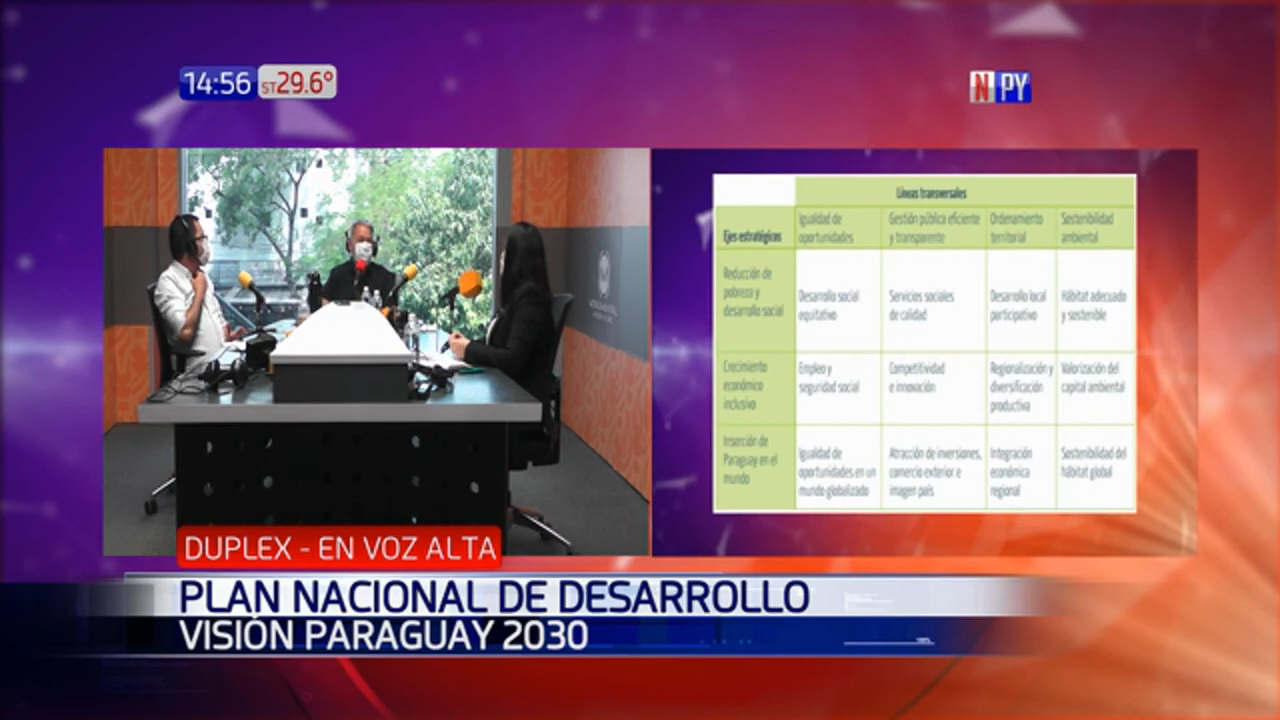 14:56 ST29.6°
N PY
Líneas transversales
Ejes estratégicos
Igualdad de
oportunidades
Gestión pública eficiente
y transparente
Ordenamiento
territorial
Sostenibilidad
ambiental
Reducción de
pobreza y
desarrollo social
Desarrollo social
equitativo
Servicios sociales
de calidad
Desarrollo local
participativo
Hábitat adecuado
y sostenible
Crecimiento
económico
inclusivo
Empleo y
seguridad social
Competitividad
e innovación
Regionalización y
diversificación
productiva
Valorización del
capital ambiental
Inserción de
Paraguay en el
mundo
Igualdad de
oportunidades en un
mundo globalizado
Atracción de inversiones,
comercio exterior e
imagen país
Integración
económica
regional
Sostenibilidad del
hábitat global
DUPLEX - EN VOZ ALTA
PLAN NACIONAL DE DESARROLLO
VISIÓN PARAGUAY 2030